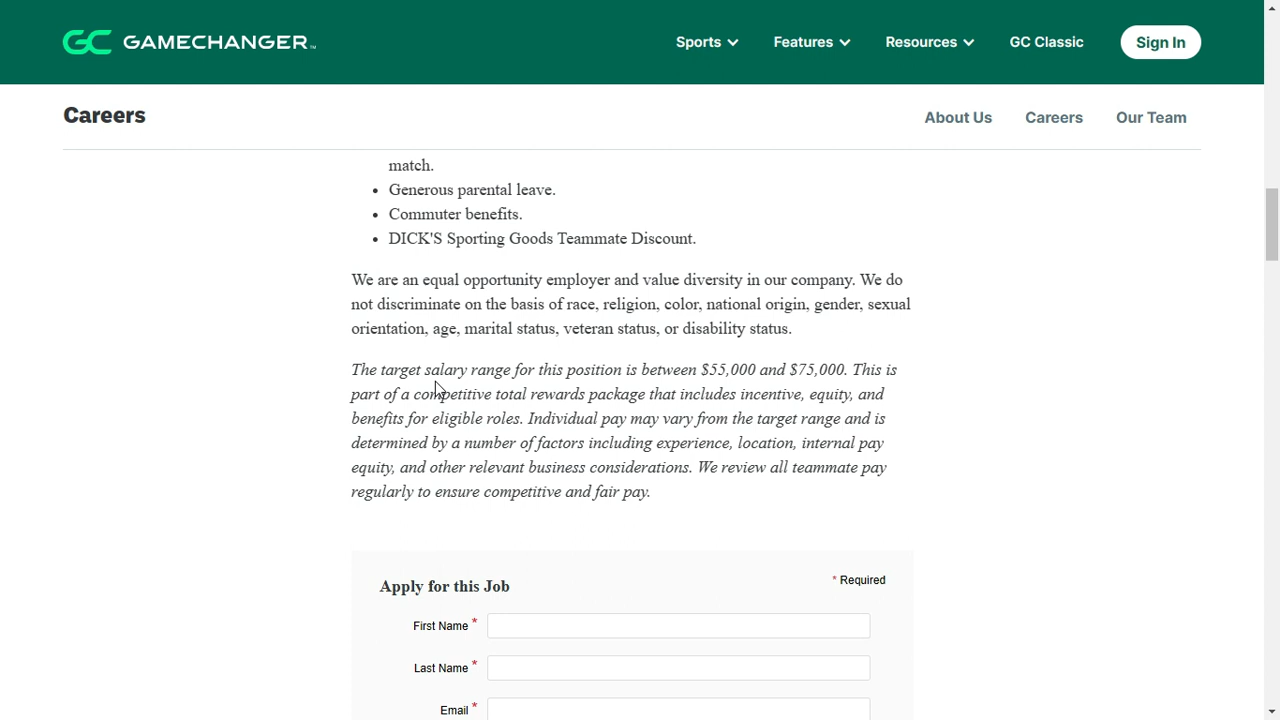 GC GAMECHANGER™
Sports
Features
Resources
GC Classic
Sign In
Careers
About Us
Careers
Our Team
match.
• Generous parental leave.
• Commuter benefits.
• DICK'S Sporting Goods Teammate Discount.
We are an equal opportunity employer and value diversity in our company. We do
not discriminate on the basis of race, religion, color, national origin, gender, sexual
orientation, age, marital status, veteran status, or disability status.
The target salary range for this position is between $55,000 and $75,000. This is
part of a competitive total rewards package that includes incentive, equity, and
benefits for eligible roles. Individual pay may vary from the target range and is
determined by a number of factors including experience, location, internal pay
equity, and other relevant business considerations. We review all teammate pay
regularly to ensure competitive and fair pay.
Apply for this Job
* Required
First Name *
Last Name *
Email *